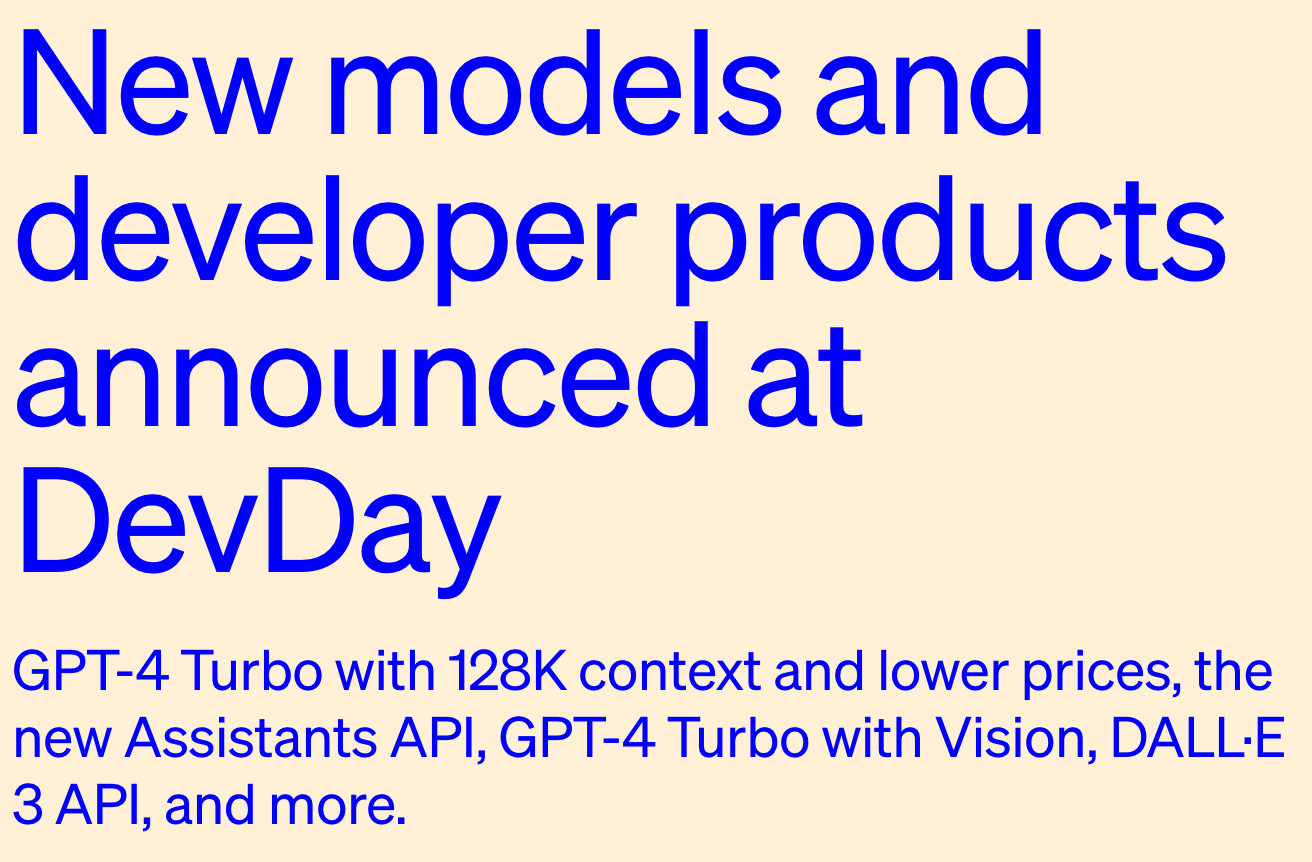 New models and
developer products
announced at
DevDay
GPT-4 Turbo with 128K context and lower prices, the
new Assistants API, GPT-4 Turbo with Vision, DALL·E
3 API, and more.